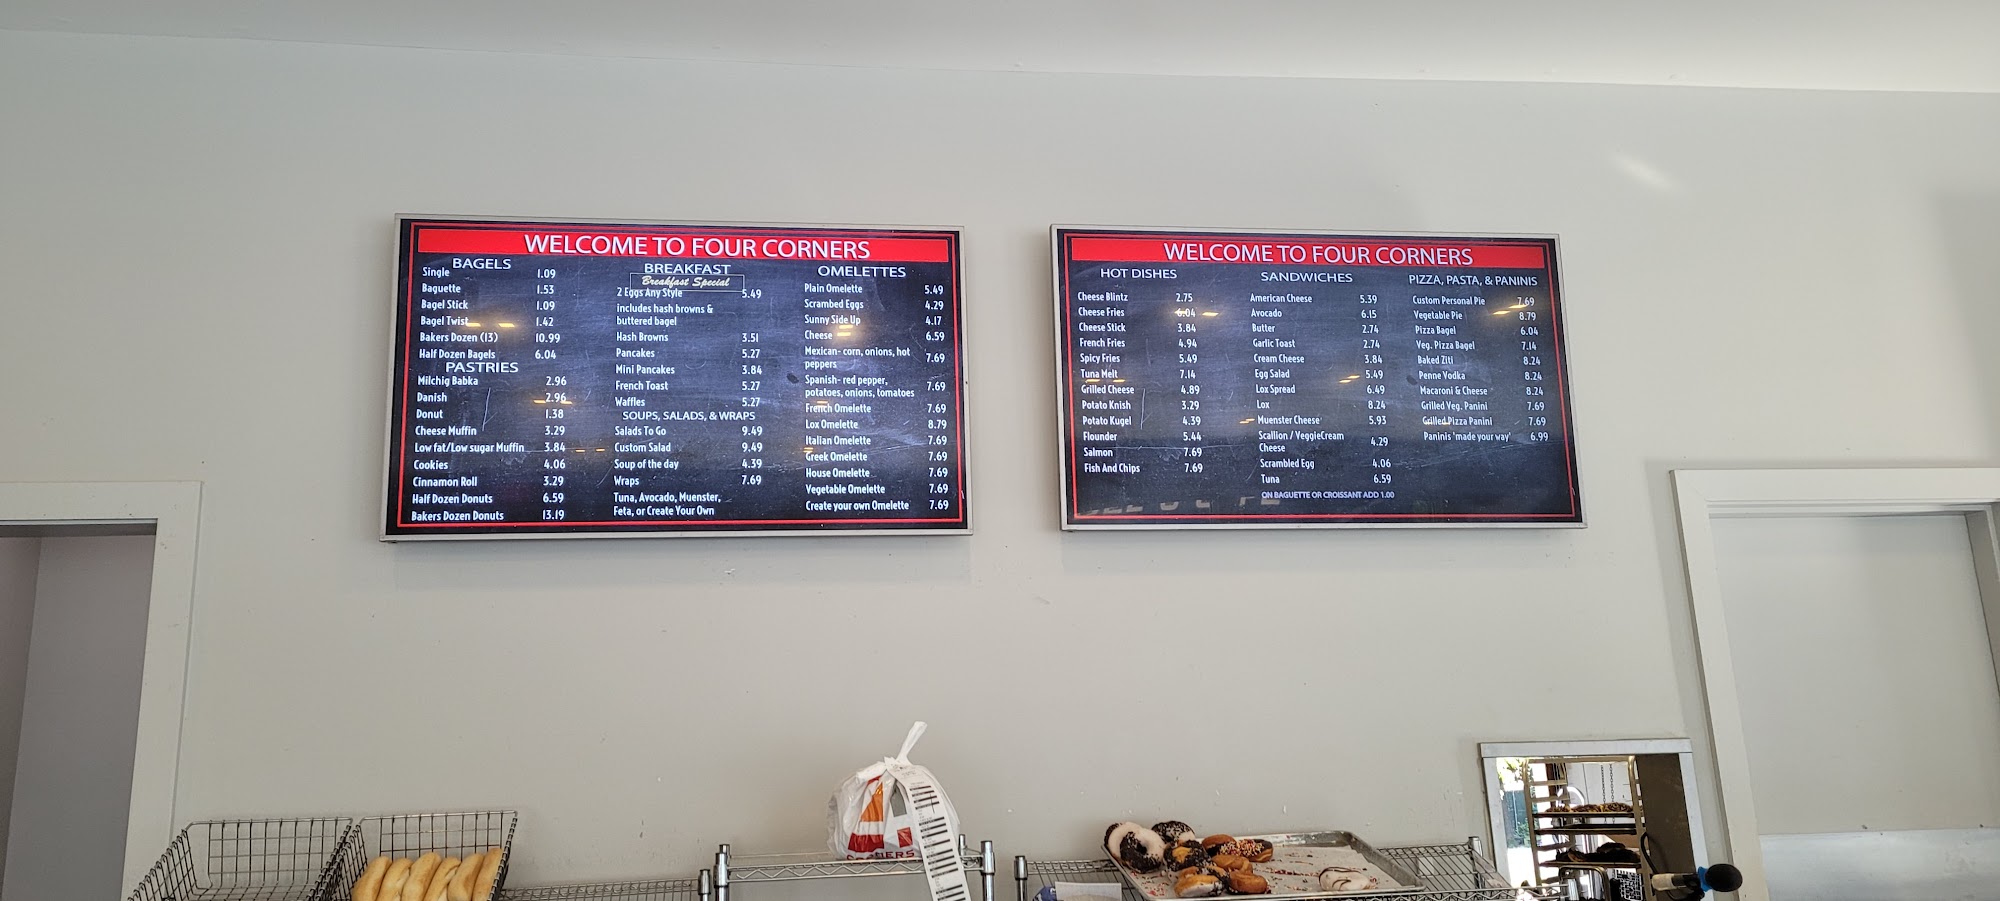 WELCOME TO FOUR CORNERS
BAGELS
Single 1.09
Baguette 1.53
Bagel Stick 1.09
Bagel Twist 1.42
Bakers Dozen (13) 10.99
Half Dozen Bagels 6.04
PASTRIES
Milchig Babka 2.96
Danish 2.96
Donut 1.38
Cheese Muffin 3.29
Low fat/Low sugar Muffin 3.84
Cookies 4.06
Cinnamon Roll 3.29
Half Dozen Donuts 6.59
Bakers Dozen Donuts 13.19
BREAKFAST
Breakfast Special
2 Eggs Any Style 5.49
includes hash browns &
buttered bagel
Hash Browns 3.51
Pancakes 5.27
Mini Pancakes 3.84
French Toast 5.27
Waffles 5.27
SOUPS, SALADS, & WRAPS
Salads To Go 9.49
Custom Salad 9.49
Soup of the day 4.39
Wraps 7.69
Tuna, Avocado, Muenster,
Feta, or Create Your Own
OMELETTES
Plain Omelette 5.49
Scrambed Eggs 4.29
Sunny Side Up 4.17
Cheese 6.59
Mexican- corn, onions, hot
peppers 7.69
Spanish- red pepper,
potatoes, onions, tomatoes 7.69
French Omelette 7.69
Lox Omelette 8.79
Italian Omelette 7.69
Greek Omelette 7.69
House Omelette 7.69
Vegetable Omelette 7.69
Create your own Omelette 7.69
WELCOME TO FOUR CORNERS
HOT DISHES
Cheese Blintz 2.75
Cheese Fries 6.04
Cheese Stick 3.84
French Fries 4.94
Spicy Fries 5.49
Tuna Melt 7.14
Grilled Cheese 4.89
Potato Knish 3.29
Potato Kugel 4.39
Flounder 5.44
Salmon 7.69
Fish And Chips 7.69
SANDWICHES
American Cheese 5.39
Avocado 6.15
Butter 2.74
Garlic Toast 2.74
Cream Cheese 3.84
Egg Salad 5.49
Lox Spread 6.49
Lox 8.24
Muenster Cheese 5.93
Scallion / VeggieCream
Cheese 4.29
Scrambled Egg 4.06
Tuna 6.59
ON BAGUETTE OR CROISSANT ADD 1.00
PIZZA, PASTA, & PANINIS
Custom Personal Pie 7.69
Vegetable Pie 8.79
Pizza Bagel 6.04
Veg. Pizza Bagel 7.14
Baked Ziti 8.24
Penne Vodka 8.24
Macaroni & Cheese 8.24
Grilled Veg. Panini 7.69
Grilled Pizza Panini 7.69
Paninis 'made your way' 6.99